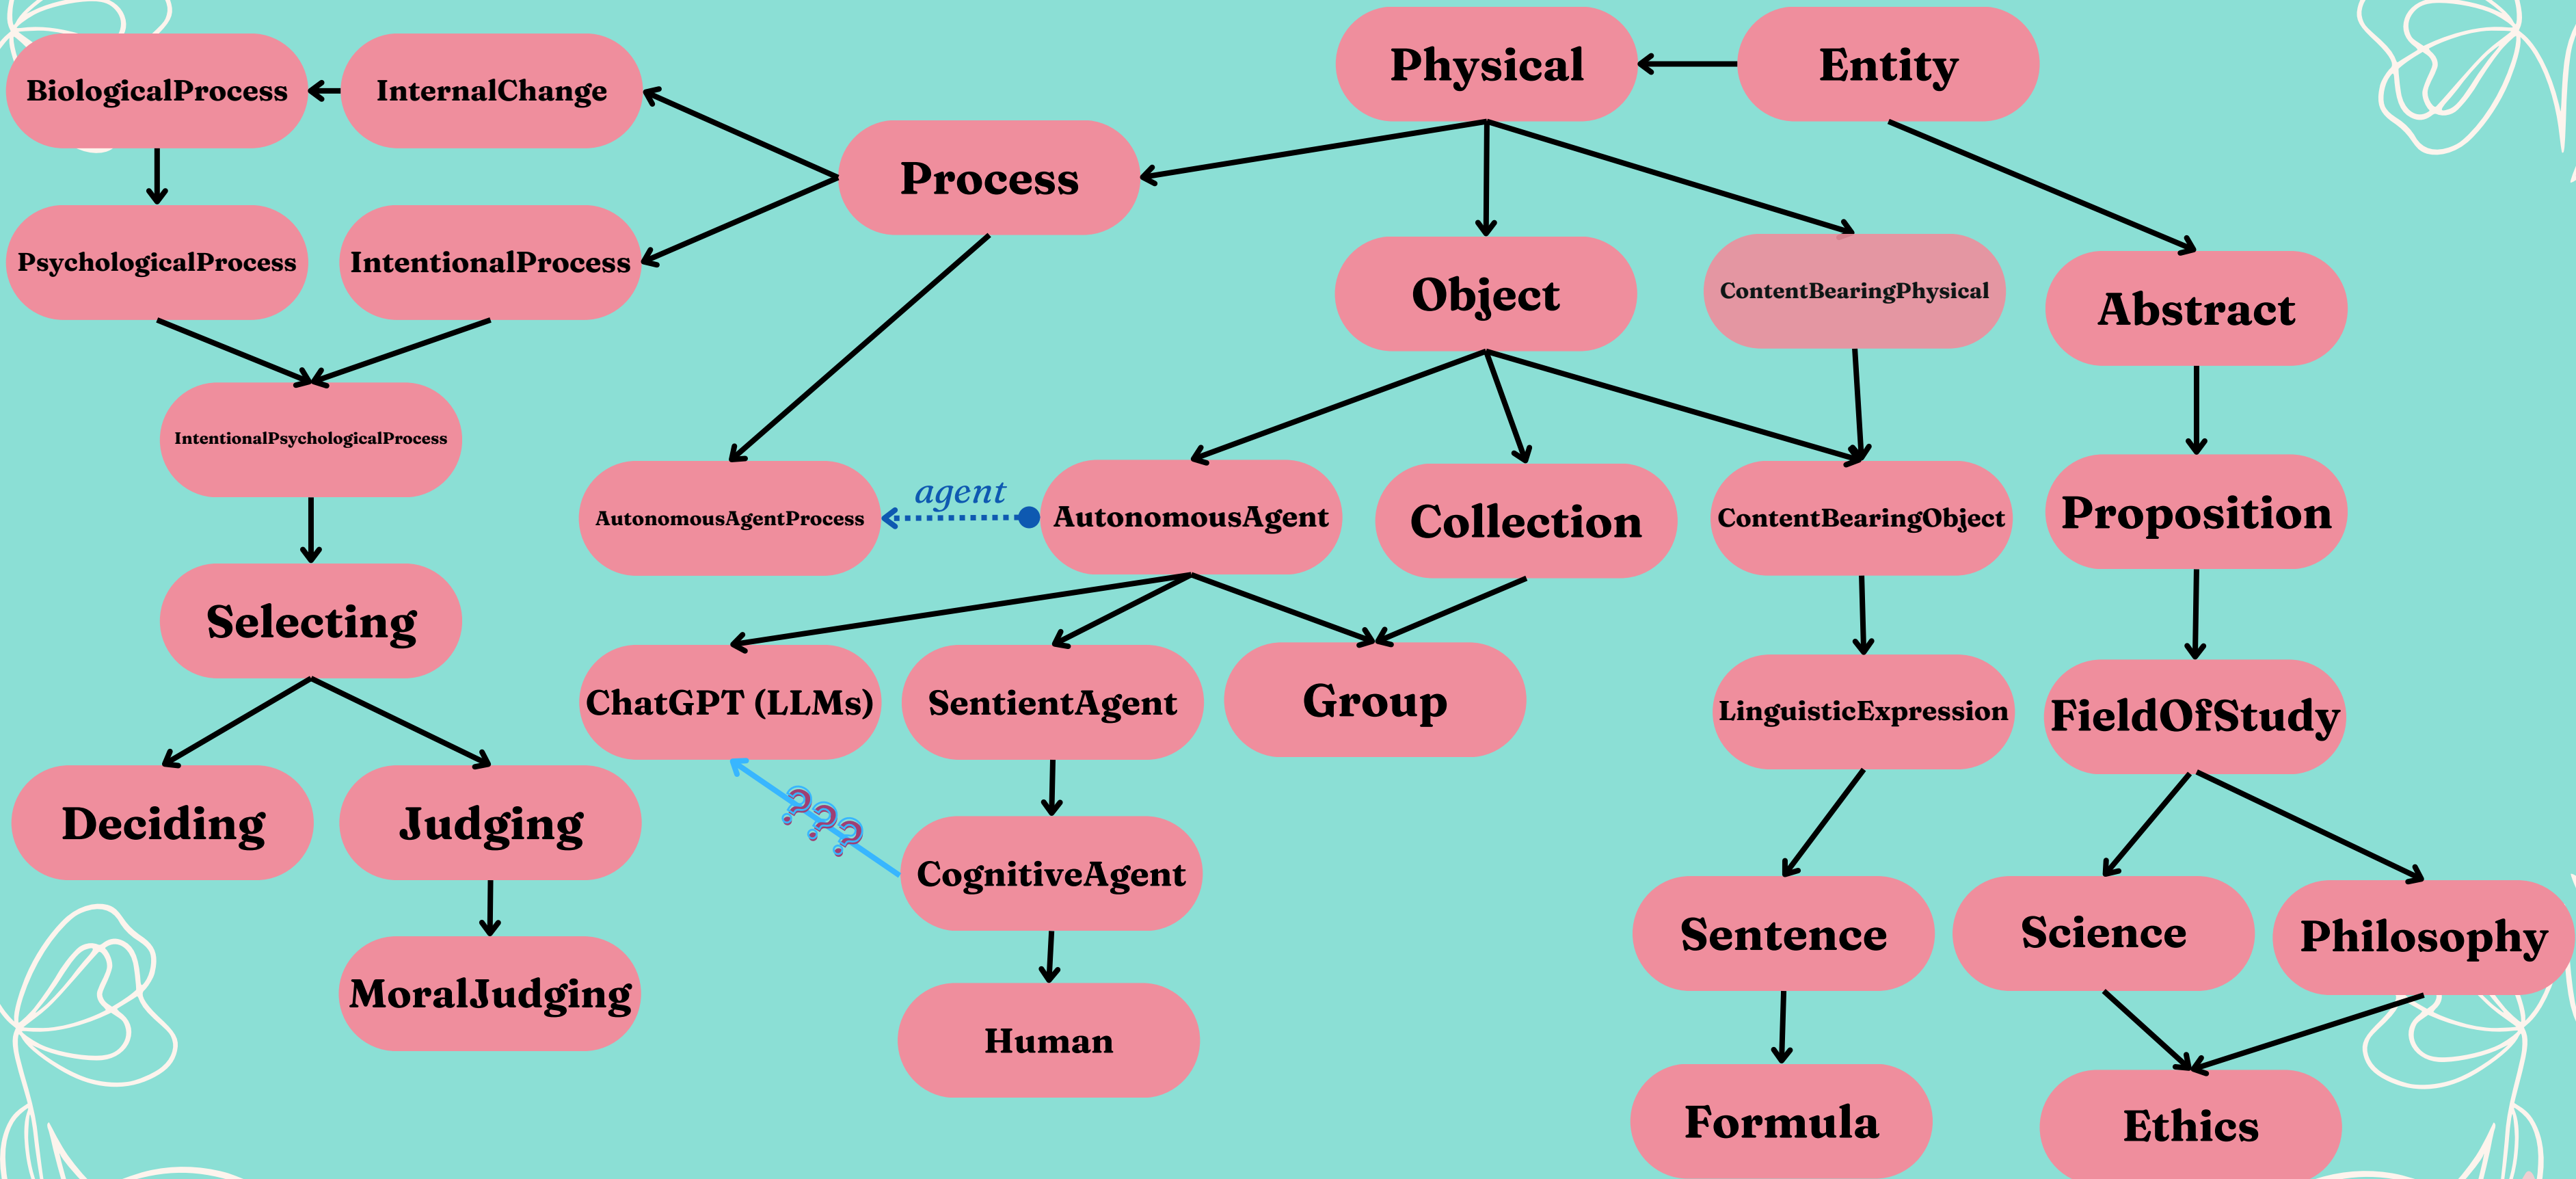 Physical
Entity
BiologicalProcess
InternalChange
Process
PsychologicalProcess
IntentionalProcess
Object
ContentBearingPhysical
Abstract
IntentionalPsychologicalProcess
agent
AutonomousAgentProcess
AutonomousAgent
Collection
ContentBearingObject
Proposition
Selecting
ChatGPT (LLMs)
SentientAgent
Group
LinguisticExpression
FieldOfStudy
???
Deciding
Judging
CognitiveAgent
Sentence
Science
Philosophy
MoralJudging
Human
Formula
Ethics